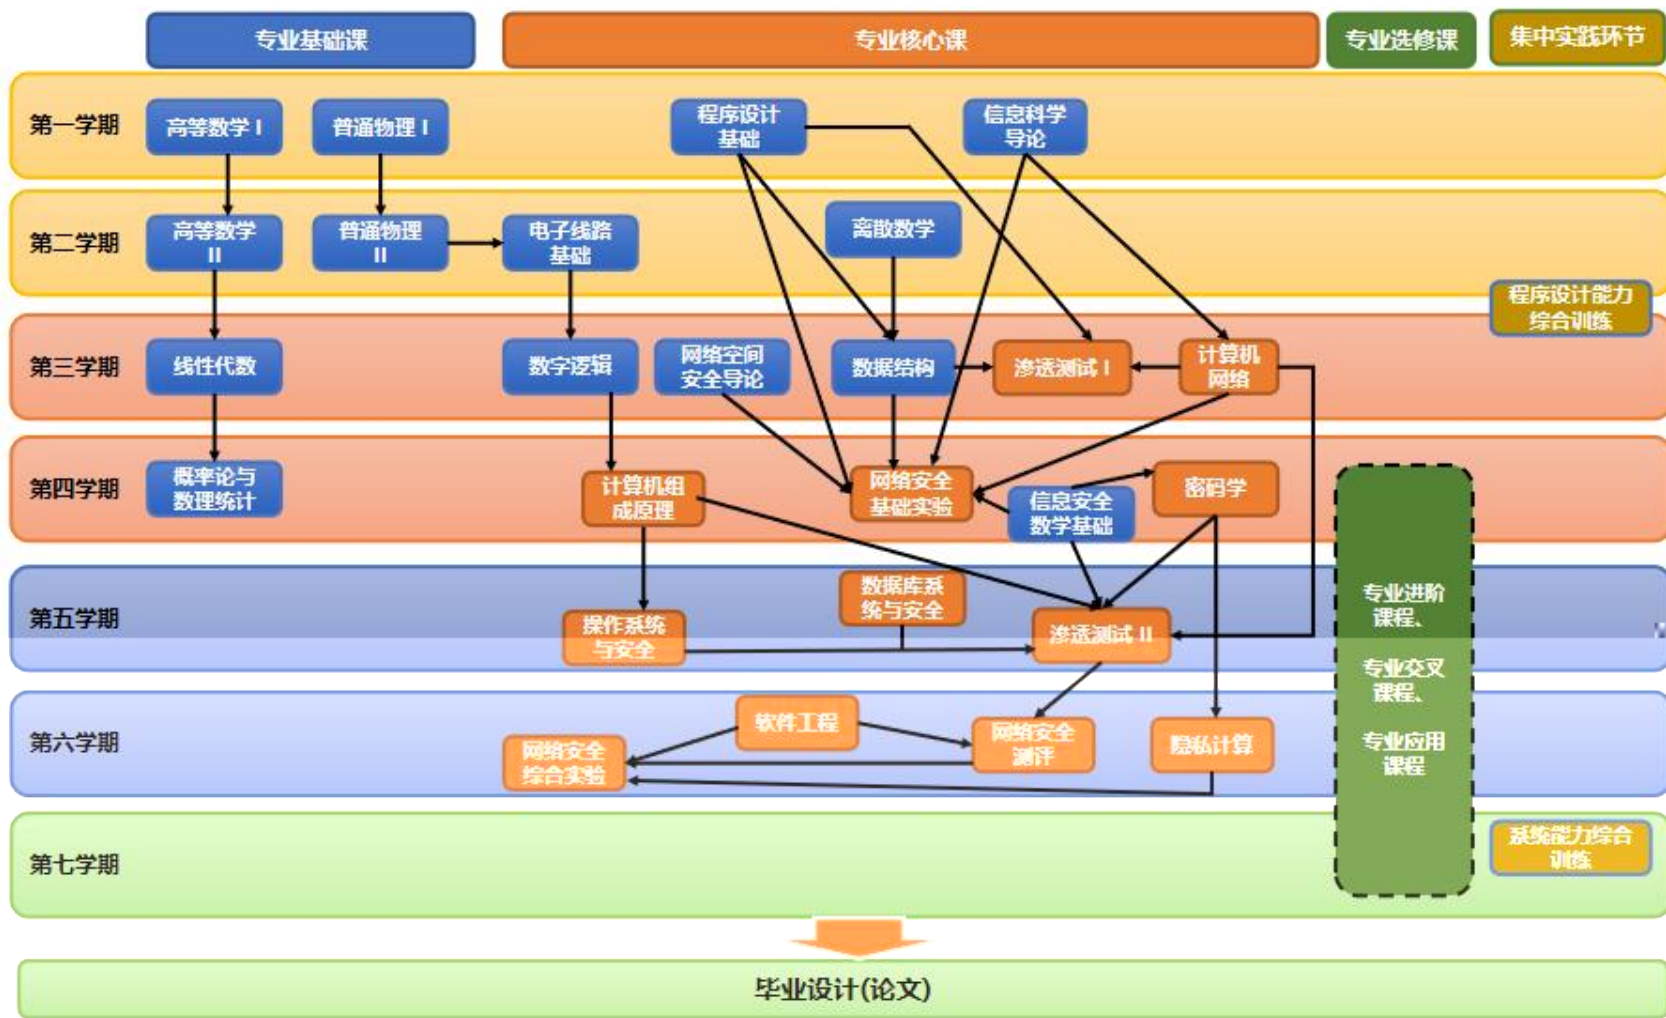 专业基础课
专业核心课
专业选修课
集中实践环节
第一学期
高等数学 I
普通物理 I
程序设计
基础
信息科学
导论
第二学期
高等数学
II
普通物理
II
电子线路
基础
离散数学
程序设计能力
综合训练
第三学期
线性代数
数字逻辑
网络空间
安全导论
数据结构
渗透测试 I
计算机
网络
第四学期
概率论与
数理统计
计算机组
成原理
网络安全
基础实验
信息安全
数学基础
密码学
第五学期
操作系统
与安全
数据库系
统与安全
渗透测试 II
专业进阶
课程、
专业交叉
课程、
专业应用
课程
第六学期
网络安全
综合实验
软件工程
网络安全
测评
隐私计算
第七学期
系统能力综合
训练
毕业设计(论文)